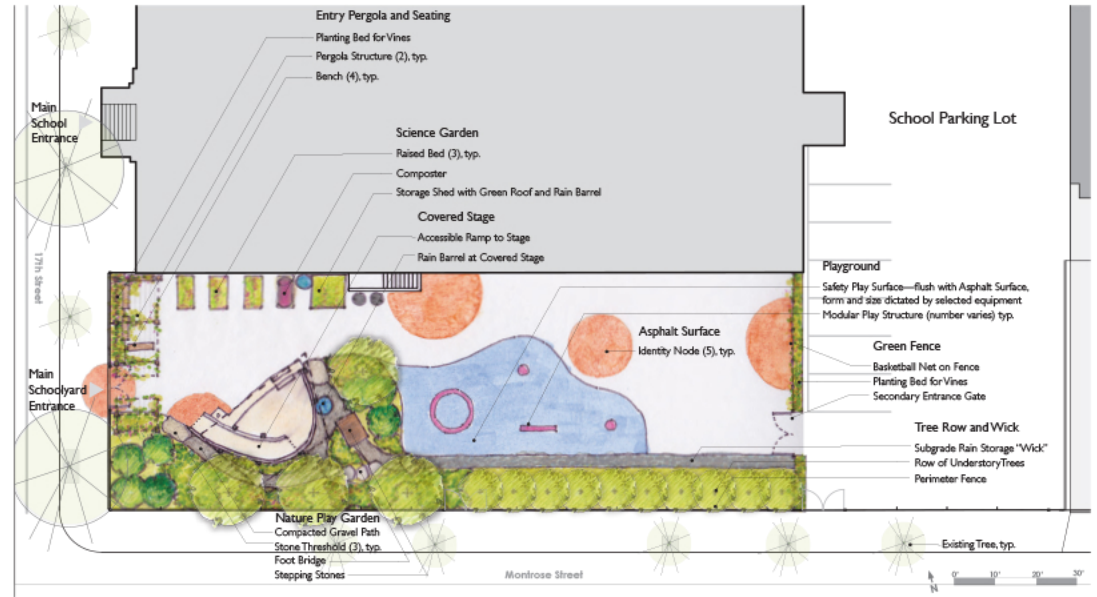 Entry Pergola and Seating
Planting Bed for Vines
Pergola Structure (2), typ.
Bench (4), typ.
Main
School
Entrance
School Parking Lot
Science Garden
Raised Bed (3), typ.
Composter
Storage Shed with Green Roof and Rain Barrel
Covered Stage
Accessible Ramp to Stage
Rain Barrel at Covered Stage
17th Street
Playground
Safety Play Surface—flush with Asphalt Surface,
form and size dictated by selected equipment
Modular Play Structure (number varies) typ.
Asphalt Surface
Identity Node (5), typ.
Green Fence
Basketball Net on Fence
Planting Bed for Vines
Secondary Entrance Gate
Main
Schoolyard
Entrance
Tree Row and Wick
Subgrade Rain Storage "Wick"
Row of Understory Trees
Perimeter Fence
Nature Play Garden
Compacted Gravel Path
Stone Threshold (3), typ.
Foot Bridge
Stepping Stones
Existing Tree, typ.
Montrose Street
N
0' 10' 20' 30'